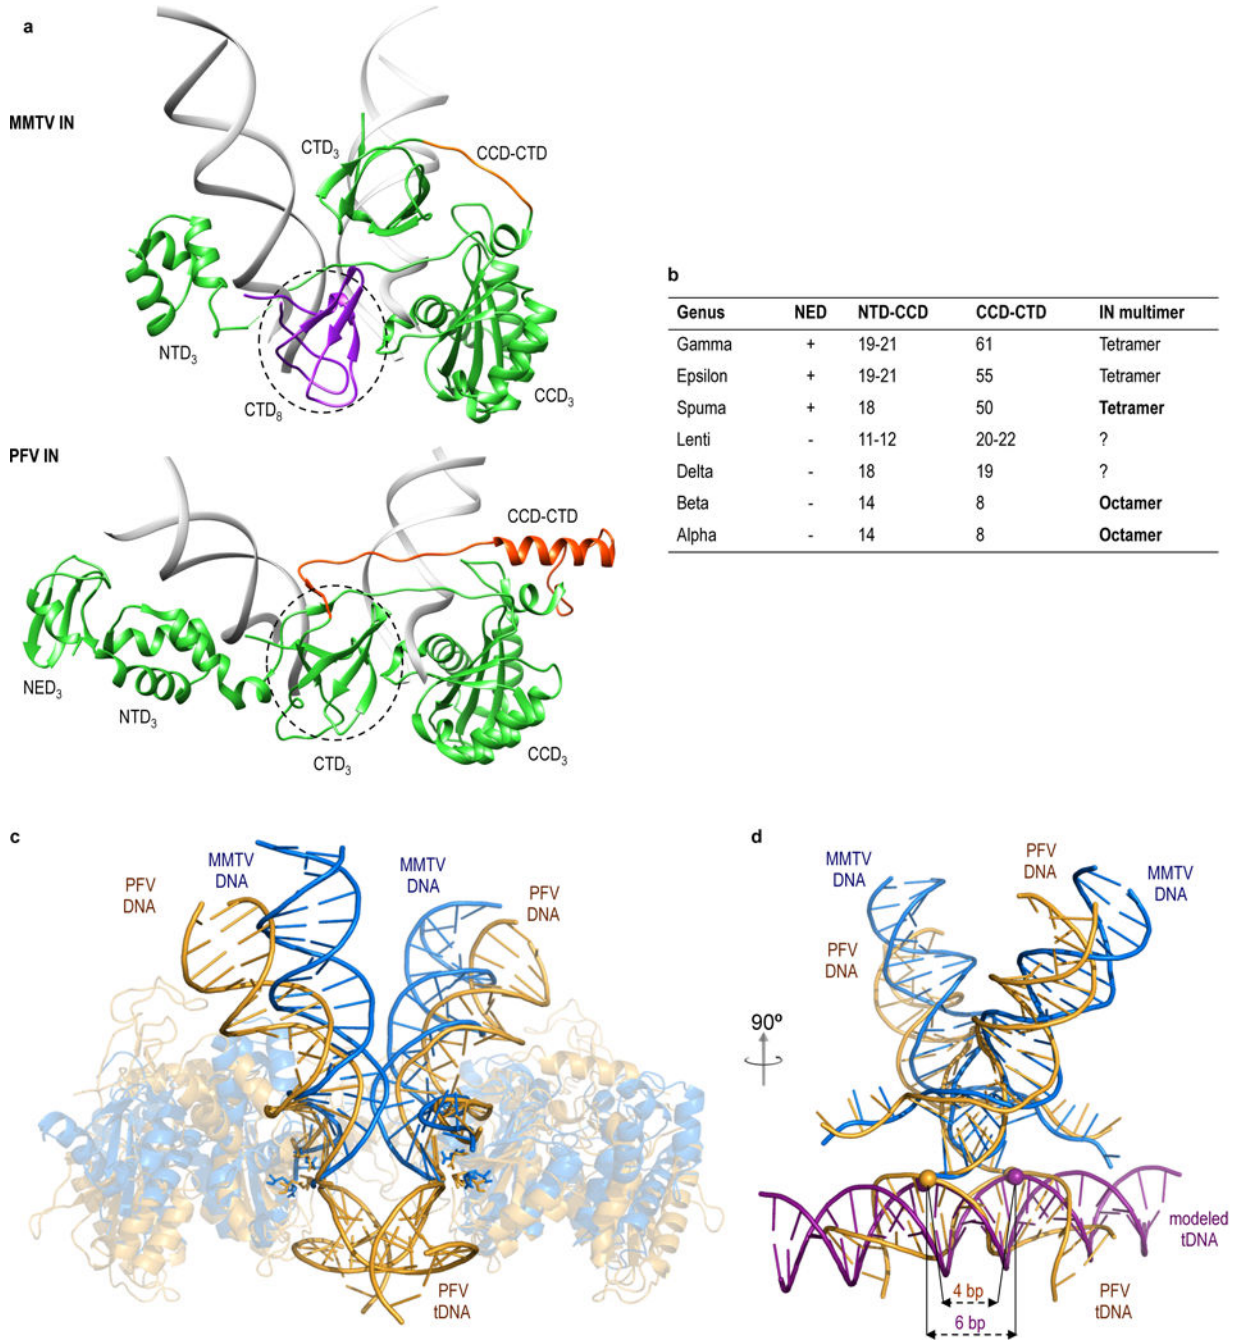 a
MMTV IN
CTD3
CCD-CTD
NTD3
CTD8
CCD3
PFV IN
CCD-CTD
NED3
NTD3
CTD3
CCD3
b
Genus NED NTD-CCD CCD-CTD IN multimer
Gamma + 19-21 61 Tetramer
Epsilon + 19-21 55 Tetramer
Spuma + 18 50 Tetramer
Lenti - 11-12 20-22 ?
Delta - 18 19 ?
Beta - 14 8 Octamer
Alpha - 14 8 Octamer
c
PFV
DNA
MMTV
DNA
MMTV
DNA
PFV
DNA
PFV
tDNA
d
MMTV
DNA
PFV
DNA
MMTV
DNA
PFV
DNA
90º
modeled
tDNA
4 bp
6 bp
PFV
tDNA